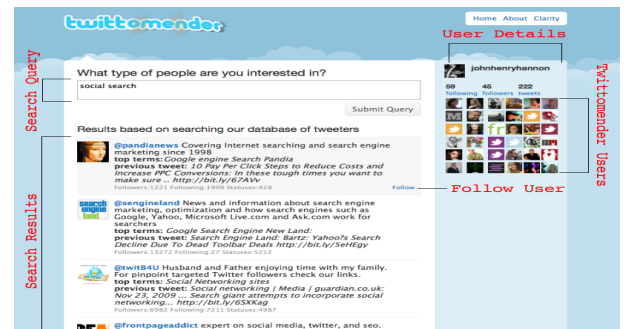 twittomender
Home About Clarity
User Details
Search Query
What type of people are you interested in?
social search
Submit Query
johnhenryhannon
59 45 222
following followers tweets
Twittomender Users
Search Results
Results based on searching our database of tweeters
@pandianews Covering Internet searching and search engine
marketing since 1998
top terms:Google engine Search Pandia
previous tweet: 10 Pay Per Click Steps to Reduce Costs and
Increase PPC Conversions: In these tough times you want to
make sure .. http://bit.ly/67AVv
Followers:1221 Following:1909 Statuses:428
Follow
Follow User
search
engine
land
@sengineland News and information about search engine
marketing, optimization and how search engines such as
Google, Yahoo, Microsoft Live.com and Ask.com work for
searchers
top terms: Google Search Engine New Land:
previous tweet: Search Engine Land: Bartz: Yahoo?s Search
Decline Due To Dead Toolbar Deals http://bit.ly/5eHEgy
Followers:13272 Following:27 Statuses:5212
@twitB4U Husband and Father enjoying time with my family.
For pinpoint targeted Twitter followers check our links.
top terms: Social Networking sites
previous tweet: Social networking | Media | guardian.co.uk:
Nov 23, 2009 ... Search giant attempts to incorporate social
networking... http://bit.ly/6SXKag
Followers:6982 Following:7211 Statuses:4987
@frontpageaddict expert on social media, twitter, and seo.